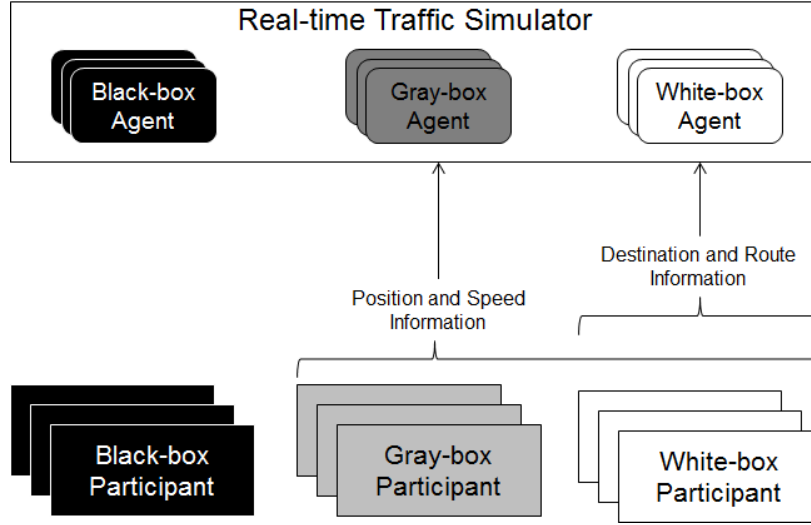 Real-time Traffic Simulator
Black-box
Agent
Gray-box
Agent
White-box
Agent
Destination and Route
Information
Position and Speed
Information
Black-box
Participant
Gray-box
Participant
White-box
Participant